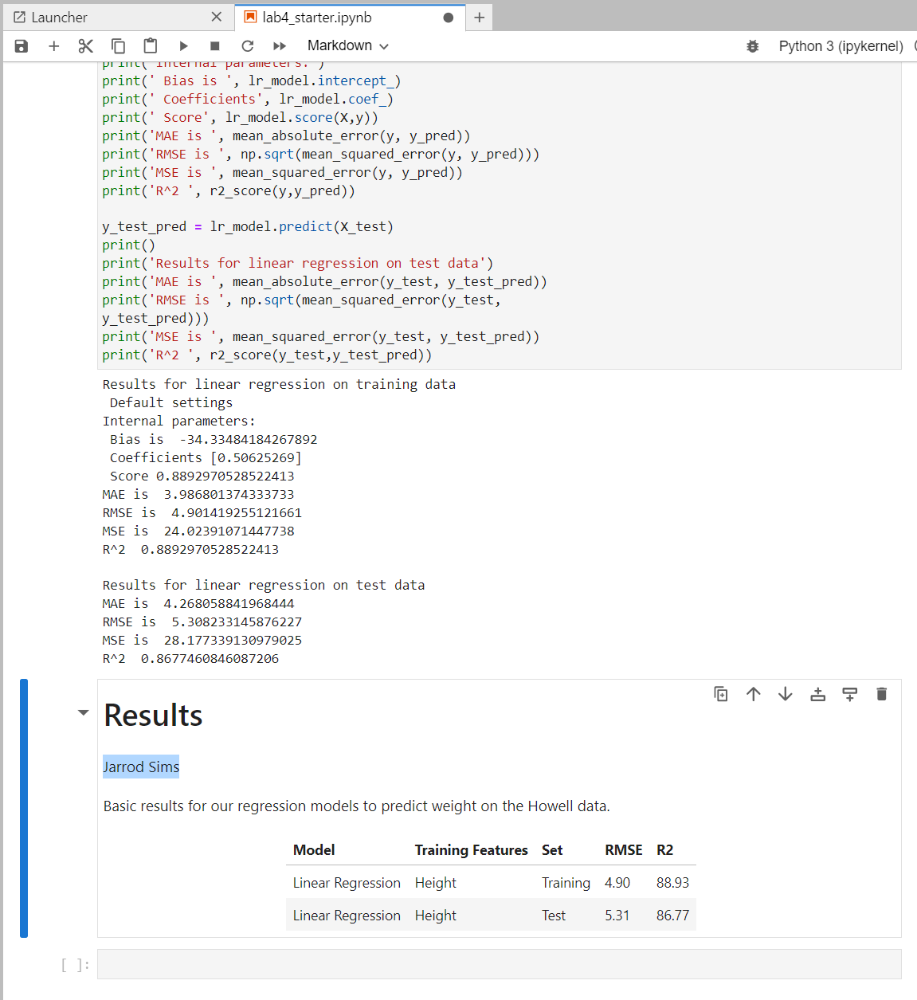 Launcher
lab4_starter.ipynb
Markdown
Python 3 (ipykernel)
print('Internal parameters:')
print(' Bias is ', lr_model.intercept_)
print(' Coefficients', lr_model.coef_)
print(' Score', lr_model.score(X,y))
print('MAE is ', mean_absolute_error(y, y_pred))
print('RMSE is ', np.sqrt(mean_squared_error(y, y_pred)))
print('MSE is ', mean_squared_error(y, y_pred))
print('R^2 ', r2_score(y,y_pred))
y_test_pred = lr_model.predict(X_test)
print()
print('Results for linear regression on test data')
print('MAE is ', mean_absolute_error(y_test, y_test_pred))
print('RMSE is ', np.sqrt(mean_squared_error(y_test,
y_test_pred)))
print('MSE is ', mean_squared_error(y_test, y_test_pred))
print('R^2 ', r2_score(y_test,y_test_pred))
Results for linear regression on training data
Default settings
Internal parameters:
Bias is  -34.33484184267892
Coefficients [0.50625269]
Score 0.8892970528522413
MAE is  3.986801374333733
RMSE is  4.901419255121661
MSE is  24.02391071447738
R^2  0.8892970528522413
Results for linear regression on test data
MAE is  4.268058841968444
RMSE is  5.308233145876227
MSE is  28.177339130979025
R^2  0.8677460846087206
Results
Jarrod Sims
Basic results for our regression models to predict weight on the Howell data.
Model Training Features Set RMSE R2
Linear Regression Height Training 4.90 88.93
Linear Regression Height Test 5.31 86.77
[ ]: